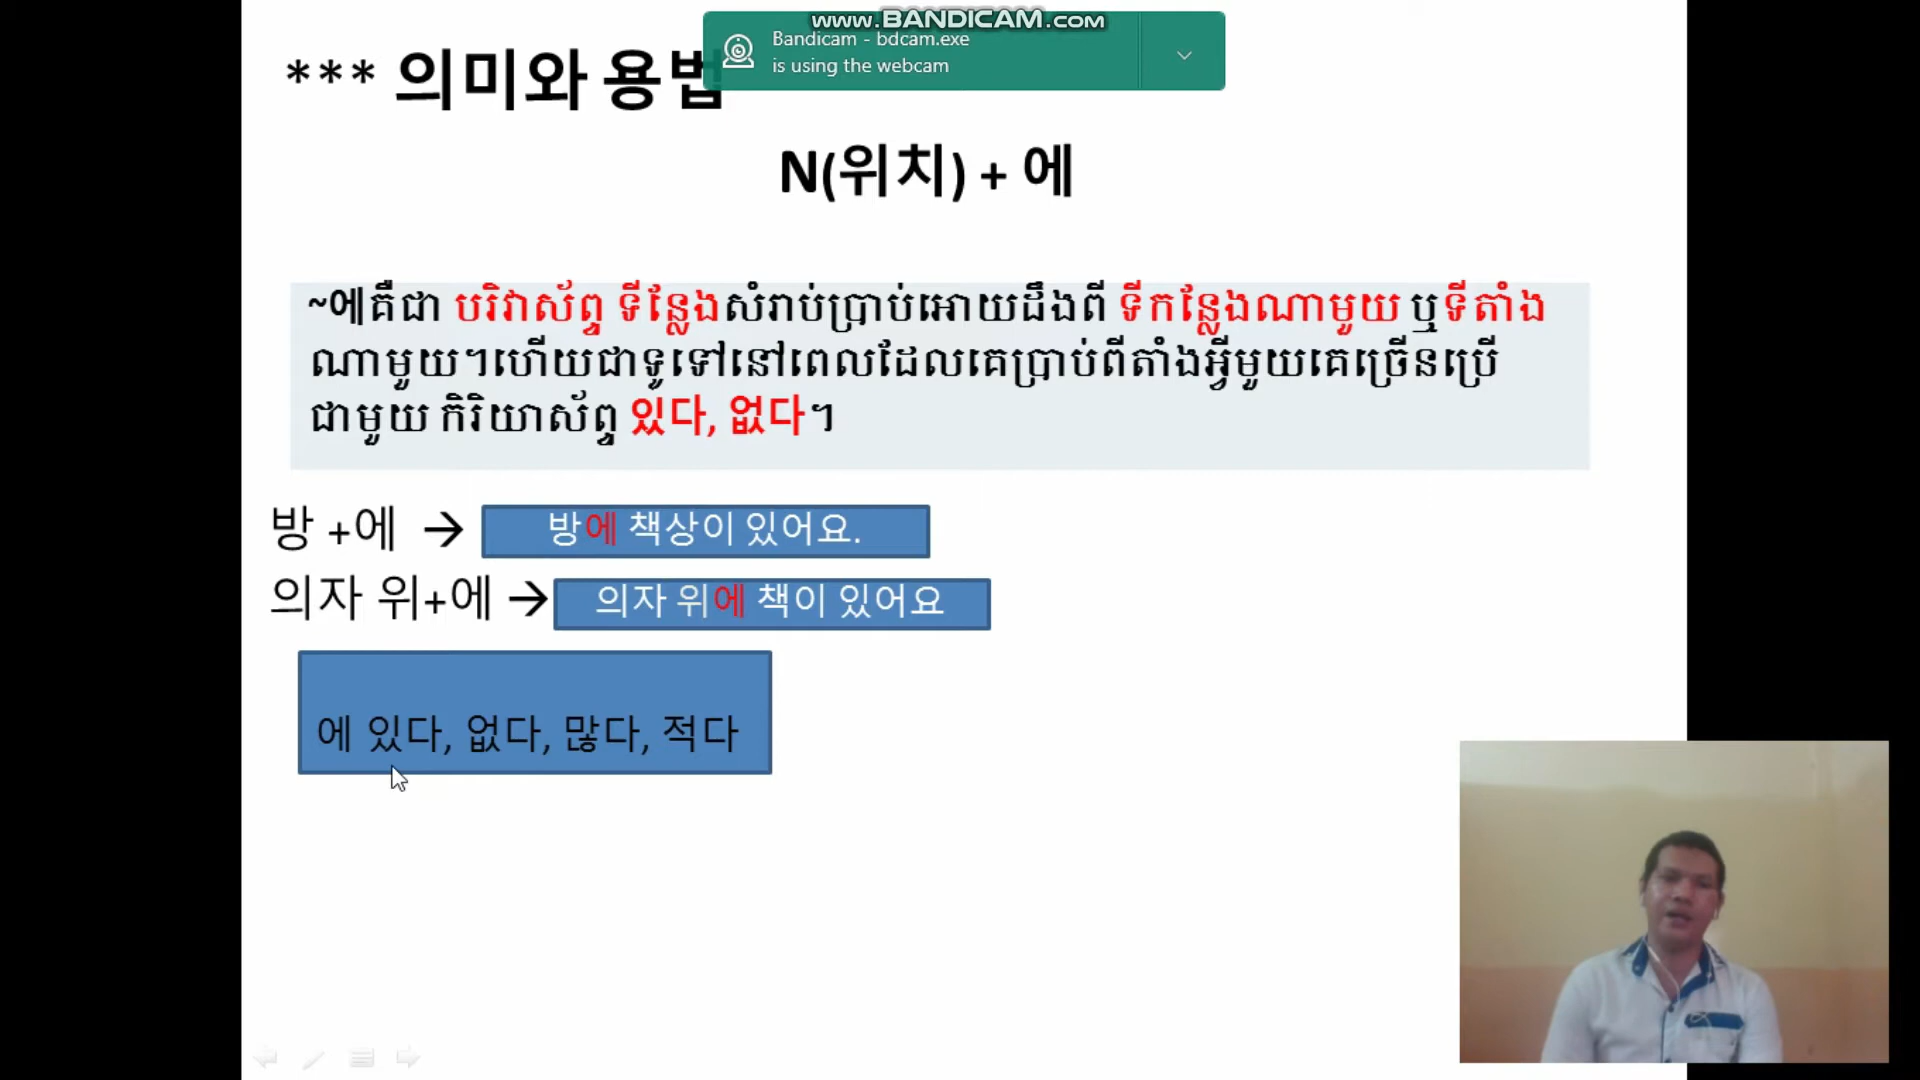 www.BANDICAM.com
Bandicam - bdcam.exe
is using the webcam
*** 의미와 용법
N(위치) + 에
~에គឺជា បរិវាស័ព្ទ ទីន្លែងសំរាប់ប្រាប់អោយដឹងពី ទីកន្លែងណាមួយ ឬទីតាំង
ណាមួយ។ហើយជាទូទៅនៅពេលដែលគេប្រាប់ពីតាំងអ្វីមួយគេច្រើនប្រើ
ជាមួយ កិរិយាស័ព្ទ 있다, 없다។
방 +에 → 방에 책상이 있어요.
의자 위+에 → 의자 위에 책이 있어요
에 있다, 없다, 많다, 적다